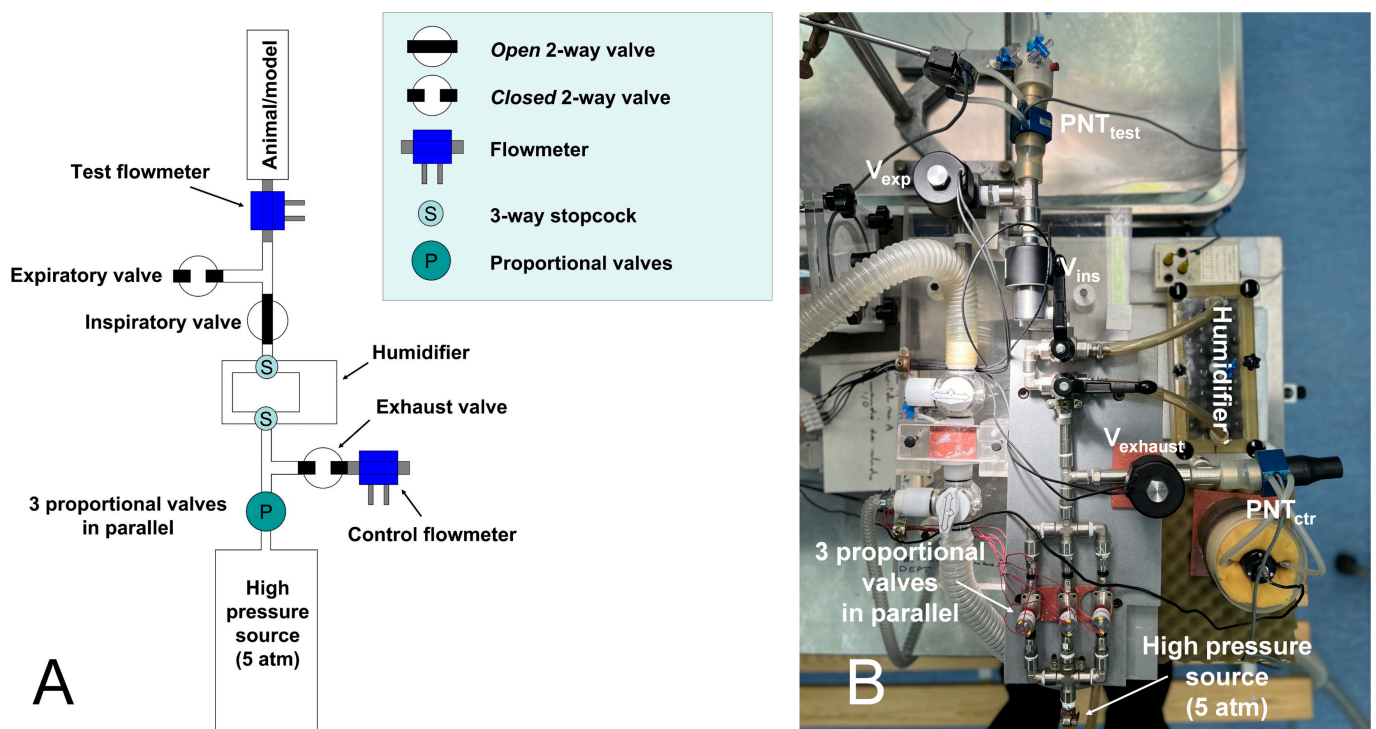 Animal/model
Test flowmeter
Expiratory valve
Inspiratory valve
S
Humidifier
S
Exhaust valve
3 proportional valves
in parallel
P
Control flowmeter
High
pressure
source
(5 atm)
A
Open 2-way valve
Closed 2-way valve
Flowmeter
S
3-way stopcock
P
Proportional valves
PNTtest
Vexp
Vins
Humidifier
Vexhaust
PNTctr
3 proportional
valves
in parallel
High pressure
source
(5 atm)
B